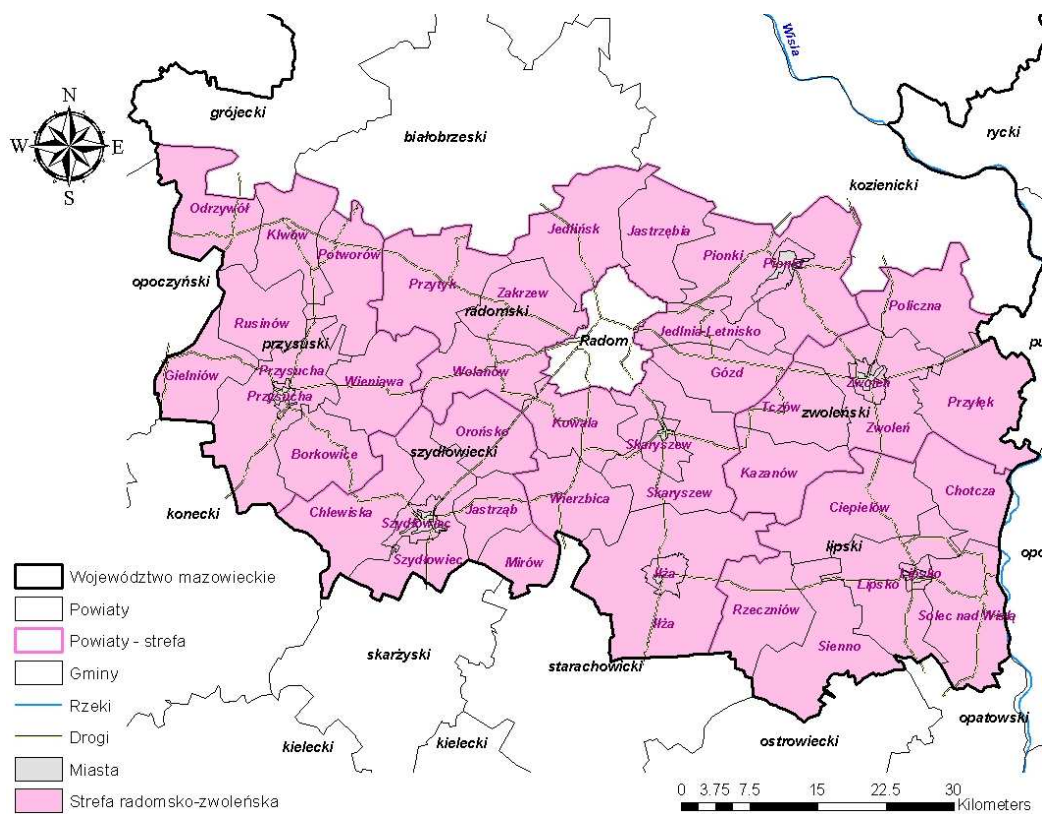 Wisła
grójecki
białobrzeski
rycki
N
W E
S
kozienicki
Odrzywół
Klwów
Potworów
Jedlińsk
Jastrzębia
Pionki
Pionki
opoczyński
Przytyk
Zakrzew
radomski
Policzna
Rusinów
przysuski
Radom
Jedlnia-Letnisko
pu
Gielniów
Przysucha
Przysucha
Wieniawa
Wolanów
Gózd
Zwoleń
Tczów
zwoleński
Przyłęk
Orońsko
Kowala
Skaryszew
Zwoleń
Borkowice
szydłowiecki
Kazanów
Chotcza
konecki
Chlewiska
Szydłowiec
Jastrząb
Wierzbica
Skaryszew
Ciepielów
Szydłowiec
Mirów
lipski
opo
Iłża
Rzeczniów
Lipsko
Lipsko
Solec nad Wisłą
Iłża
Sienno
skarżyski
starachowicki
kielecki
kielecki
ostrowiecki
opatowski
Województwo mazowieckie
Powiaty
Powiaty - strefa
Gminy
Rzeki
Drogi
Miasta
Strefa radomsko-zwoleńska
0 3.75 7.5 15 22.5 30
Kilometers